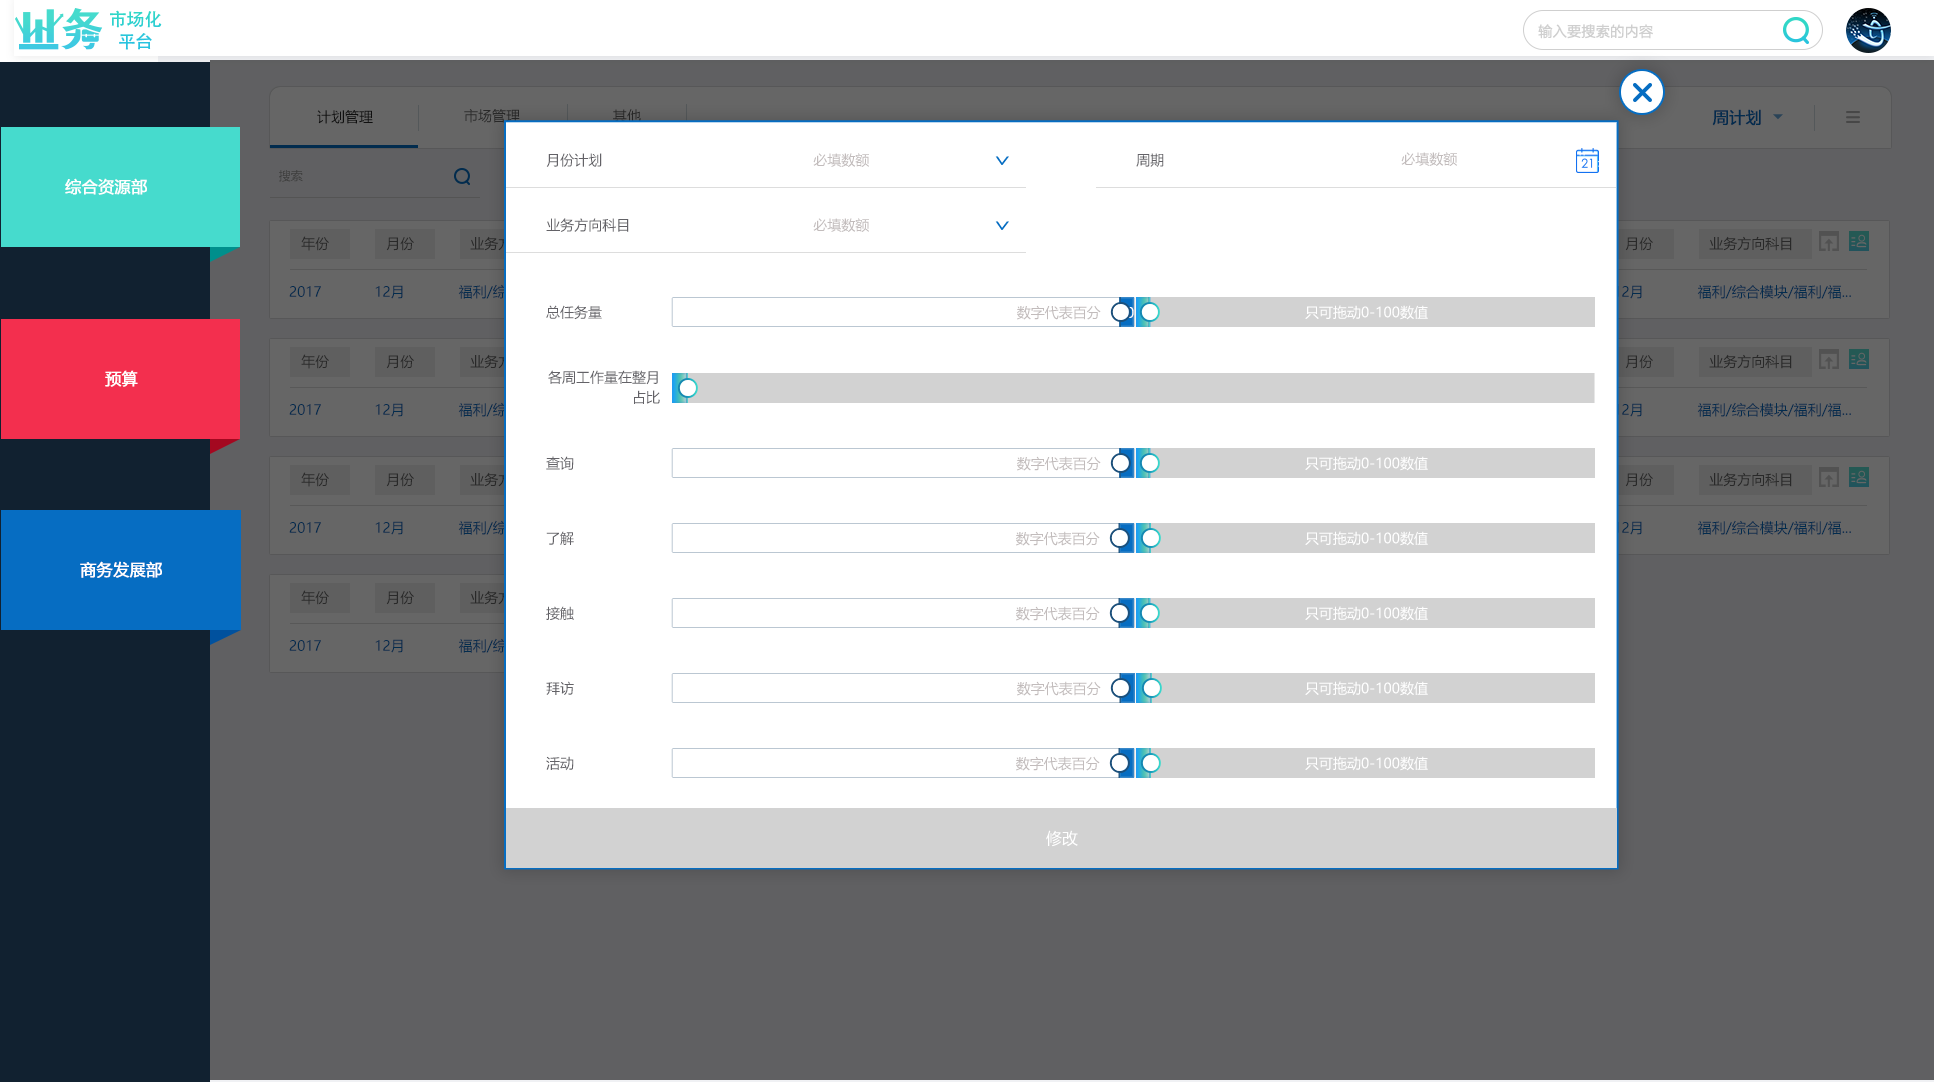 业务 市场化
平台
输入要搜索的内容
综合资源部
预算
商务发展部
计划管理 市场管理 其他 周计划
搜索
年份 月份 业务方 月份 业务方向科目
2017 12月 福利/综 2月 福利/综合模块/福利/福...
年份 月份 业务方 月份 业务方向科目
2017 12月 福利/综 2月 福利/综合模块/福利/福...
年份 月份 业务方 月份 业务方向科目
2017 12月 福利/综 2月 福利/综合模块/福利/福...
年份 月份 业务方
2017 12月 福利/综
月份计划 必填数额 周期 必填数额 21
业务方向科目 必填数额
总任务量 数字代表百分 只可拖动0-100数值
各周工作量在整月
占比
查询 数字代表百分 只可拖动0-100数值
了解 数字代表百分 只可拖动0-100数值
接触 数字代表百分 只可拖动0-100数值
拜访 数字代表百分 只可拖动0-100数值
活动 数字代表百分 只可拖动0-100数值
修改